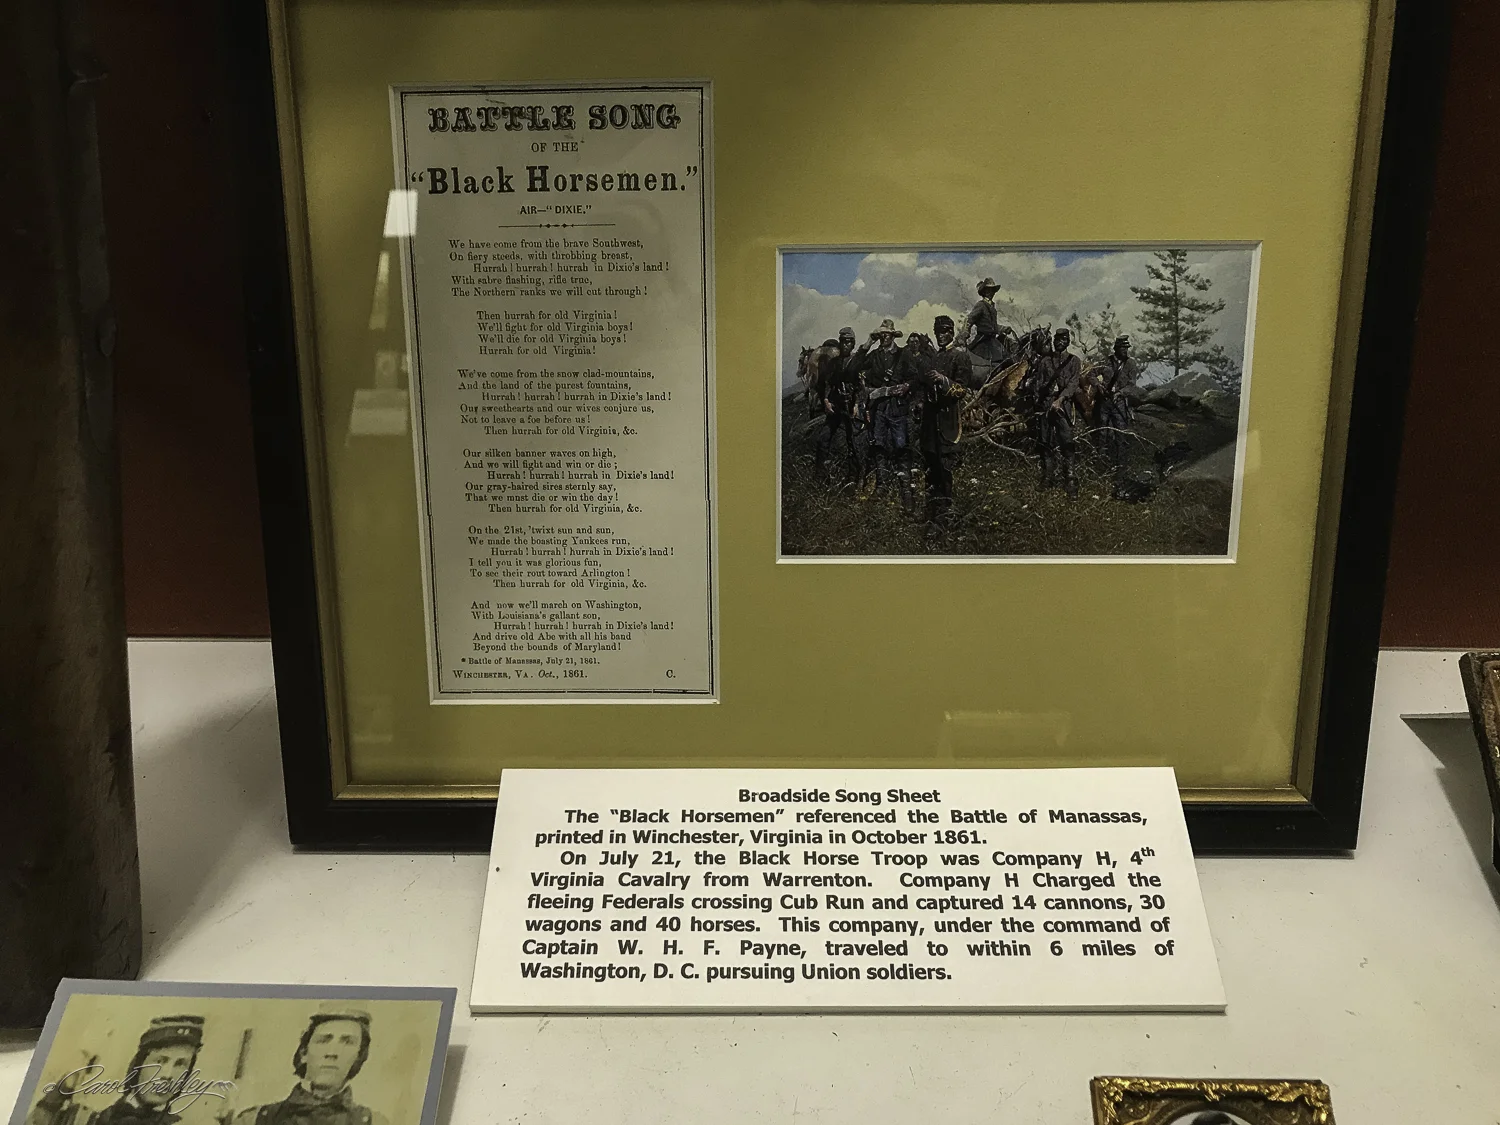 BATTLE SONG
OF THE
"Black Horsemen."
AIR—"DIXIE."
We have come from the brave Southwest,
On fiery steeds, with throbbing breast,
Hurrah! hurrah! hurrah in Dixie's land!
With sabre flashing, rifle true,
The Northern ranks we will cut through!
Then hurrah for old Virginia!
We'll fight for old Virginia boys!
We'll die for old Virginia boys!
Hurrah for old Virginia!
We've come from the snow clad-mountains,
And the land of the purest fountains,
Hurrah! hurrah! hurrah in Dixie's land!
Our sweethearts and our wives conjure us,
Not to leave a foe before us!
Then hurrah for old Virginia, &c.
Our silken banner waves on high,
And we will fight and win or die;
Hurrah! hurrah! hurrah in Dixie's land!
Our gray-haired sires sternly say,
That we must die or win the day!
Then hurrah for old Virginia, &c.
On the 21st, 'twixt sun and sun,
We made the boasting Yankees run,
Hurrah! hurrah! hurrah in Dixie's land!
I tell you it was glorious fun,
To see their rout toward Arlington!
Then hurrah for old Virginia, &c.
And now we'll march on Washington,
With Louisiana's gallant son,
Hurrah! hurrah! hurrah in Dixie's land!
And drive old Abe with all his band
Beyond the bounds of Maryland!
* Battle of Manassas, July 21, 1861.
WINCHESTER, VA. Oct., 1861. C.
Broadside Song Sheet
The "Black Horsemen" referenced the Battle of Manassas,
printed in Winchester, Virginia in October 1861.
On July 21, the Black Horse Troop was Company H, 4th
Virginia Cavalry from Warrenton. Company H Charged the
fleeing Federals crossing Cub Run and captured 14 cannons, 30
wagons and 40 horses. This company, under the command of
Captain W. H. F. Payne, traveled to within 6 miles of
Washington, D. C. pursuing Union soldiers.
© Carol